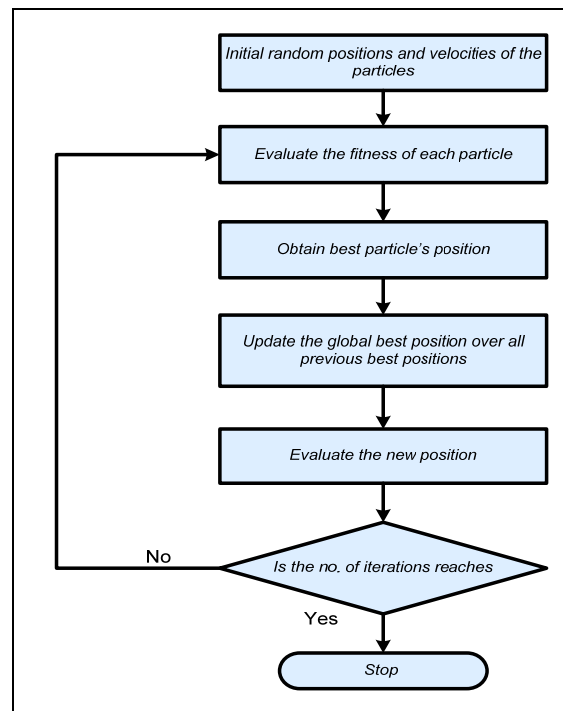 Initial random positions and velocities of the
particles
Evaluate the fitness of each particle
Obtain best particle's position
Update the global best position over all
previous best positions
Evaluate the new position
Is the no. of iterations reaches
No
Yes
Stop